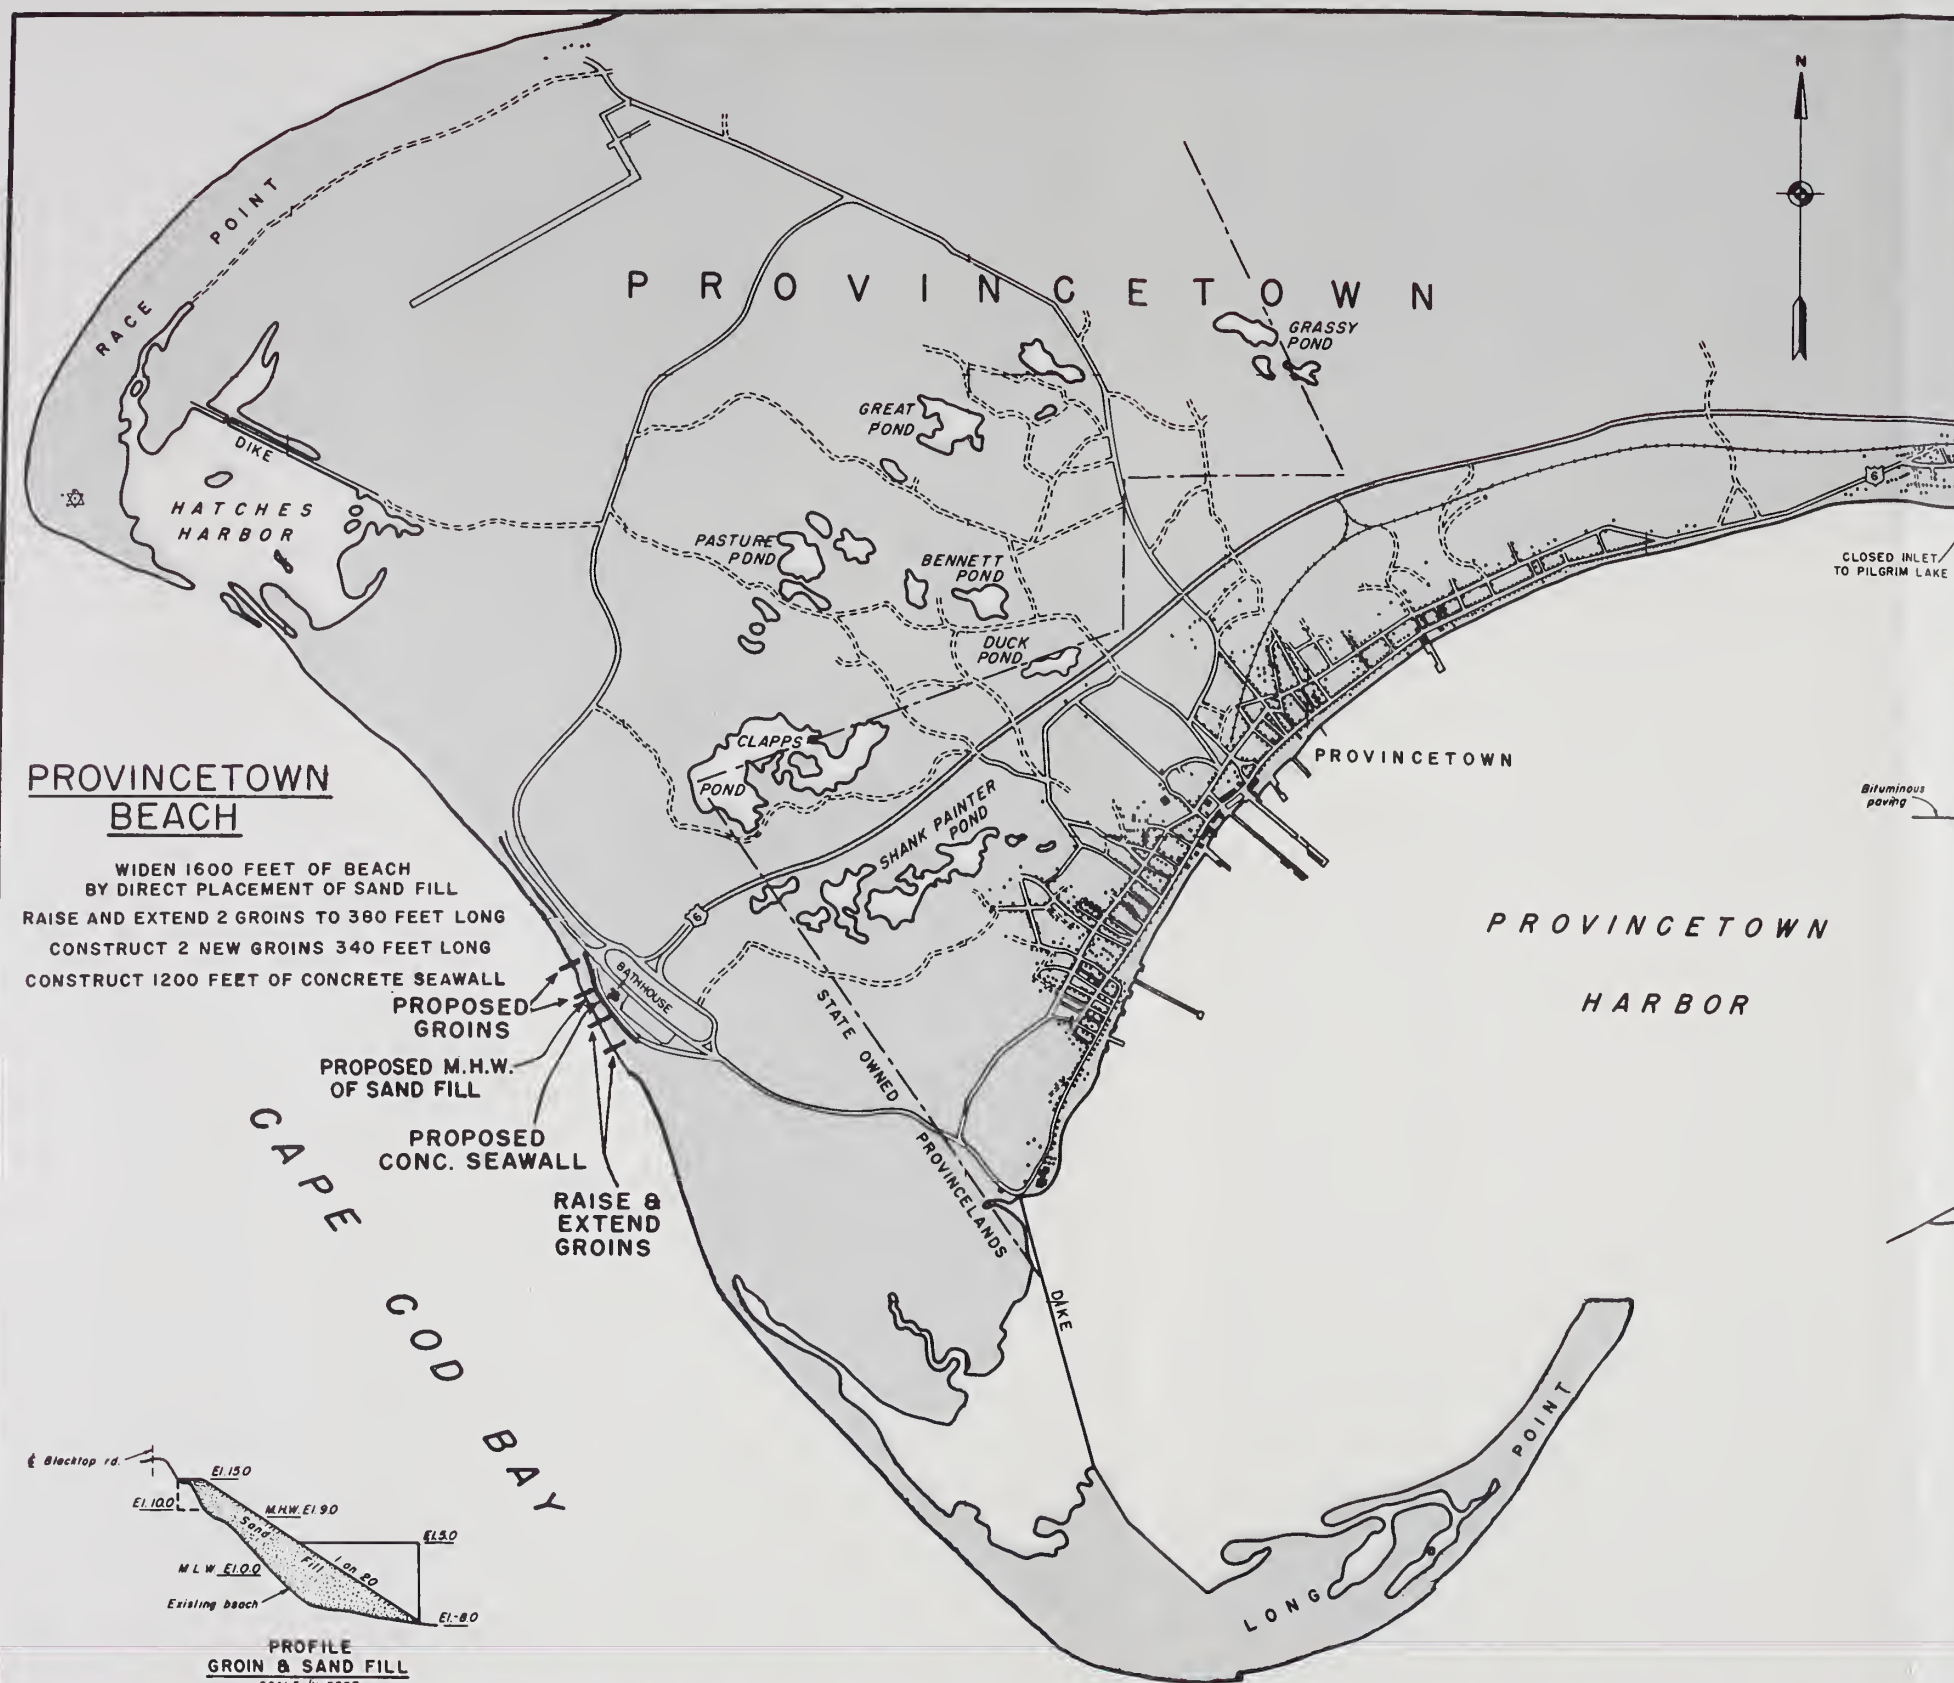 N
RACE POINT
PROVINCETOWN
GRASSY
POND
GREAT
POND
DIKE
HATCHES
HARBOR
6
PASTURE
POND
BENNETT
POND
CLOSED INLET
TO PILGRIM LAKE
DUCK
POND
CLAPPS
POND
PROVINCETOWN
PROVINCETOWN
BEACH
Bituminous
paving
SHANK PAINTER
POND
WIDEN 1600 FEET OF BEACH
BY DIRECT PLACEMENT OF SAND FILL
RAISE AND EXTEND 2 GROINS TO 380 FEET LONG
CONSTRUCT 2 NEW GROINS 340 FEET LONG
CONSTRUCT 1200 FEET OF CONCRETE SEAWALL
6
BATHHOUSE
PROVINCETOWN
HARBOR
PROPOSED
GROINS
PROPOSED M.H.W.
OF SAND FILL
PROPOSED
CONC. SEAWALL
RAISE &
EXTEND
GROINS
STATE OWNED PROVINCELANDS
DIKE
CAPE COD BAY
LONG POINT
℄ Blacktop rd.
El. 15.0
El. 10.0
M.H.W. El. 9.0
Sand
Fill
1 on 20
El. 5.0
M L W El. 0.0
Existing beach
El. -8.0
PROFILE
GROIN & SAND FILL